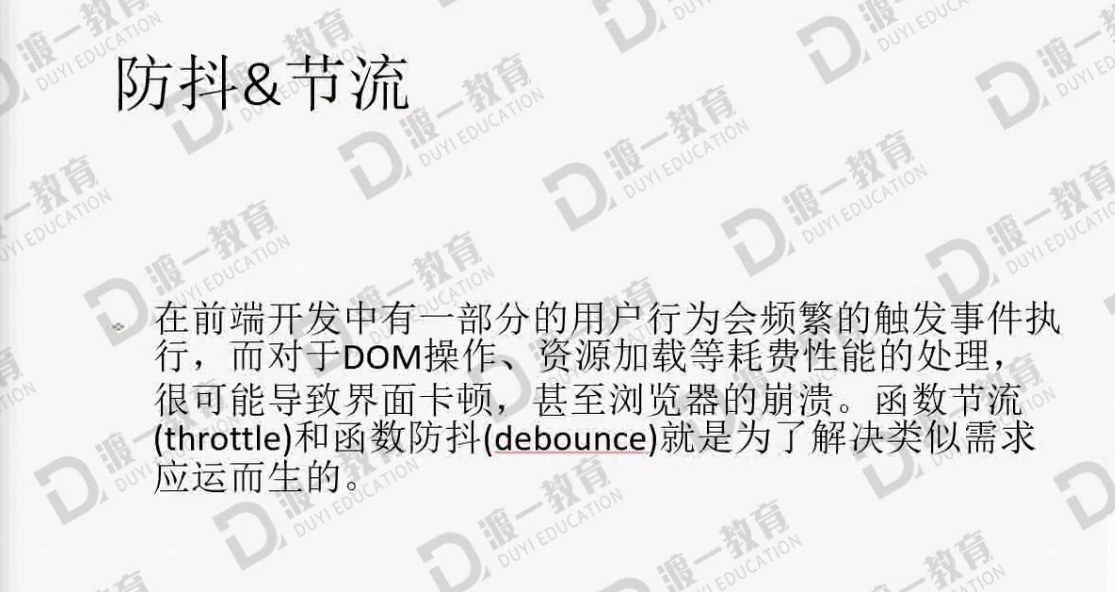 防抖&节流
在前端开发中有一部分的用户行为会频繁的触发事件执
行，而对于DOM操作、资源加载等耗费性能的处理，
很可能导致界面卡顿，甚至浏览器的崩溃。函数节流
(throttle)和函数防抖(debounce)就是为了解决类似需求
应运而生的。
渡一教育
DUYI EDUCATION